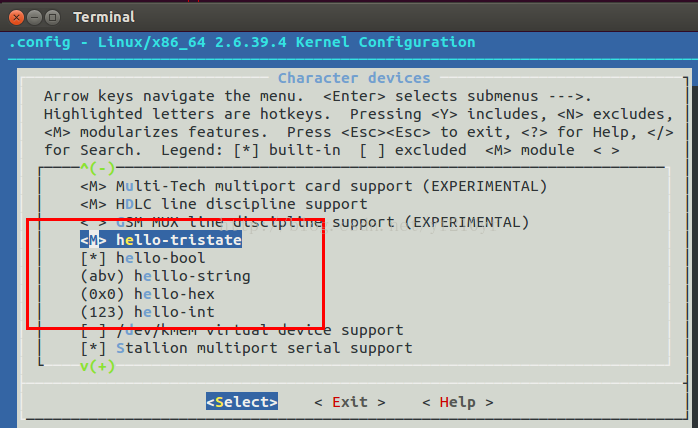 Terminal
.config - Linux/x86_64 2.6.39.4 Kernel Configuration
Character devices
Arrow keys navigate the menu. <Enter> selects submenus --->.
Highlighted letters are hotkeys. Pressing <Y> includes, <N> excludes,
<M> modularizes features. Press <Esc><Esc> to exit, <?> for Help, </>
for Search. Legend: [*] built-in [ ] excluded <M> module < >
^(-)
<M> Multi-Tech multiport card support (EXPERIMENTAL)
<M> HDLC line discipline support
< > GSM MUX line discipline support (EXPERIMENTAL)
<M> hello-tristate
[*] hello-bool
(abv) helllo-string
(0x0) hello-hex
(123) hello-int
[ ] /dev/kmem virtual device support
[*] Stallion multiport serial support
v(+)
<Select> < Exit > < Help >